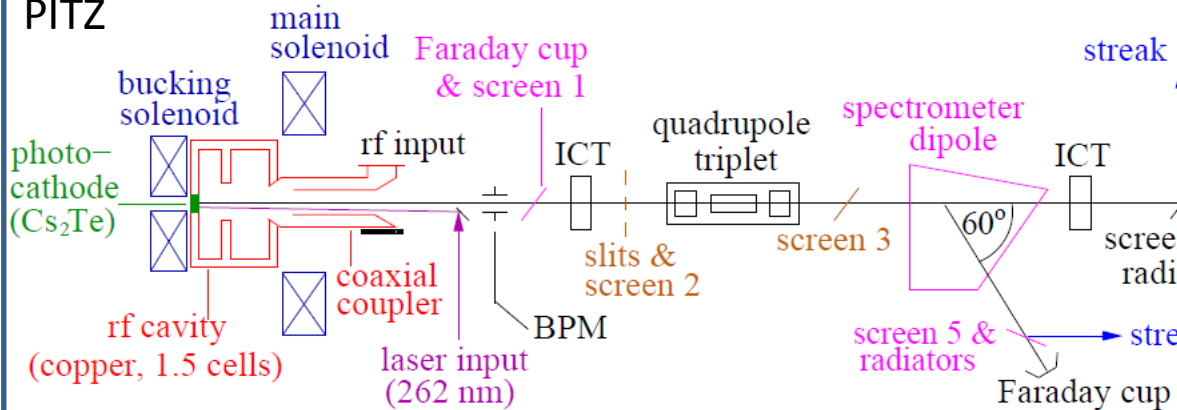 PITZ
main
solenoid
bucking
solenoid
photo–
cathode
(Cs₂Te)
rf cavity
(copper, 1.5 cells)
rf input
coaxial
coupler
laser input
(262 nm)
Faraday cup
& screen 1
BPM
ICT
slits &
screen 2
quadrupole
triplet
screen 3
spectrometer
dipole
60°
screen 5 &
radiators
Faraday cup
ICT
streak